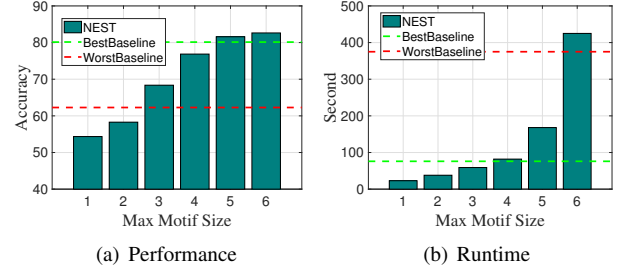 Accuracy
90
80
70
60
50
40
NEST
BestBaseline
WorstBaseline
1 2 3 4 5 6
Max Motif Size
(a) Performance
Second
500
400
300
200
100
0
NEST
BestBaseline
WorstBaseline
1 2 3 4 5 6
Max Motif Size
(b) Runtime